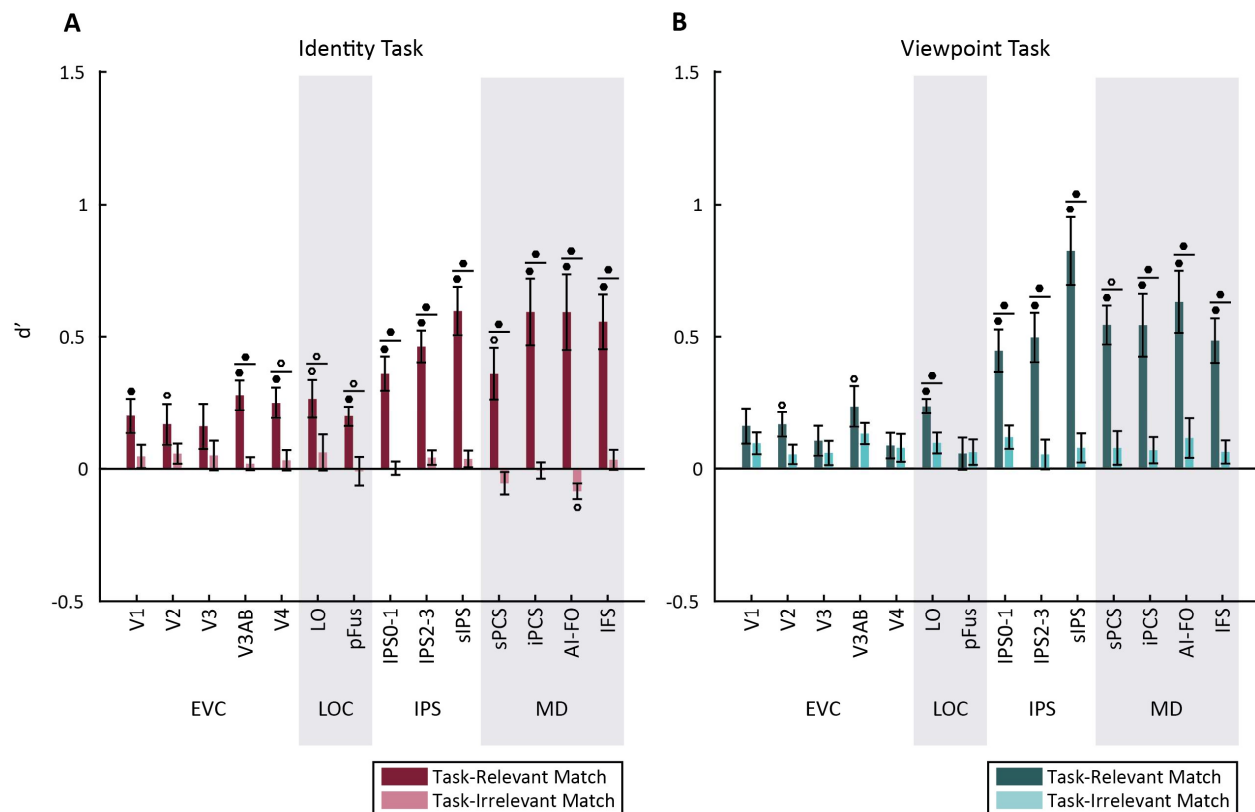 A
B
Identity Task
Viewpoint Task
1.5
1
0.5
0
-0.5
d'
V1
V2
V3
V3AB
V4
LO
pFus
IPS0-1
IPS2-3
sIPS
sPCS
iPCS
AI-FO
IFS
EVC
LOC
IPS
MD
Task-Relevant Match
Task-Irrelevant Match
1.5
1
0.5
0
-0.5
V1
V2
V3
V3AB
V4
LO
pFus
IPS0-1
IPS2-3
sIPS
sPCS
iPCS
AI-FO
IFS
EVC
LOC
IPS
MD
Task-Relevant Match
Task-Irrelevant Match